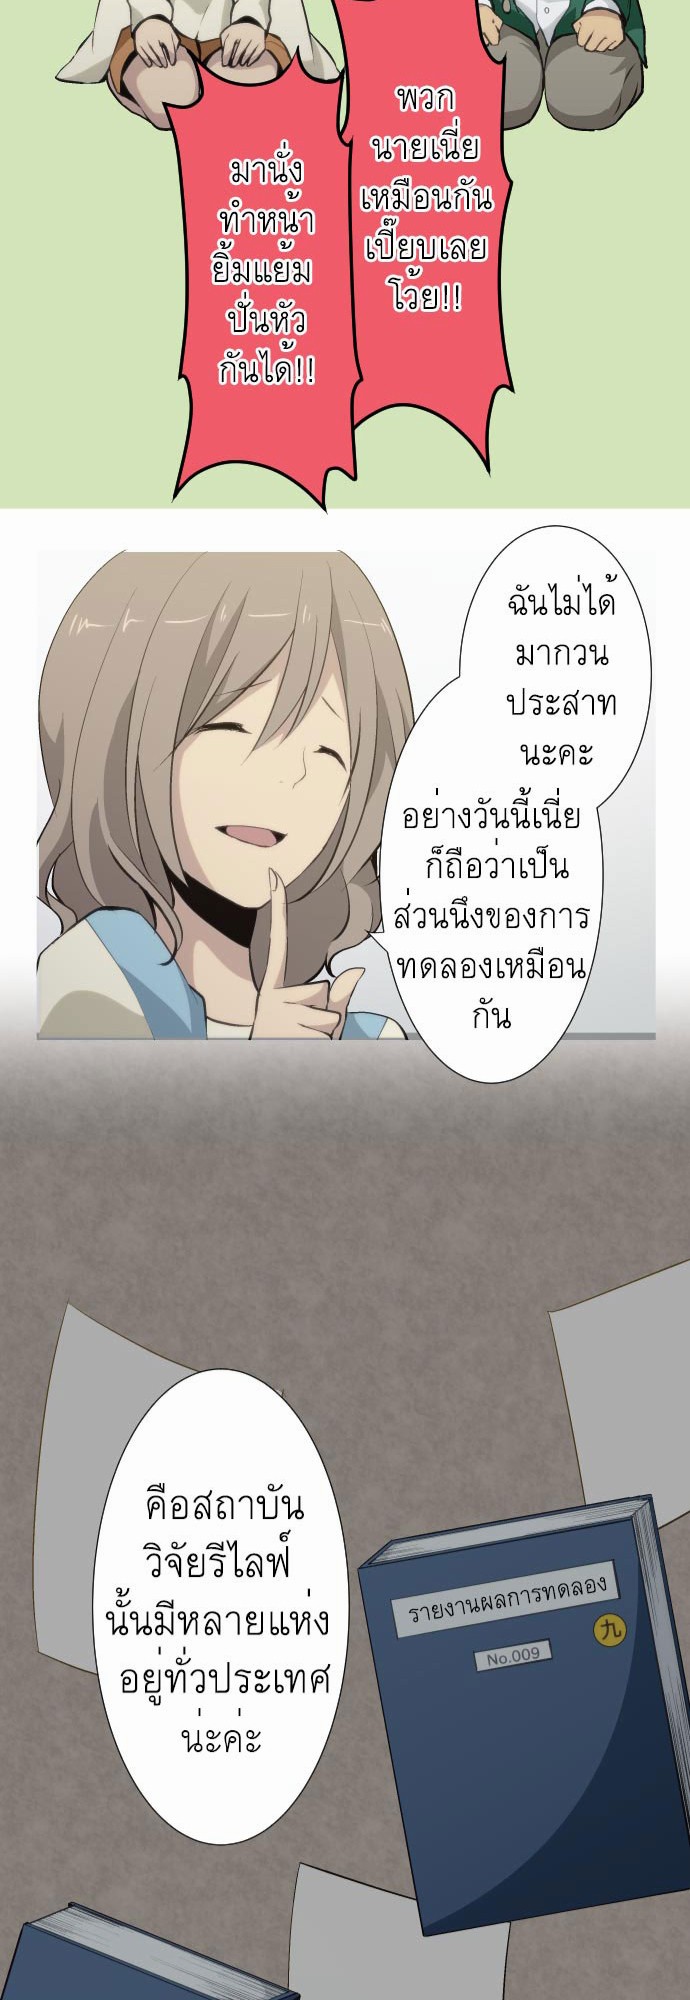 พวก
นายเนี่ย
เหมือนกัน
เปี๊ยบเลย
โว้ย!!
มานั่ง
ทำหน้า
ยิ้มแย้ม
ปั่นหัว
กันได้!!
ฉันไม่ได้
มากวน
ประสาท
นะคะ
อย่างวันนี้เนี่ย
ก็ถือว่าเป็น
ส่วนนึงของการ
ทดลองเหมือน
กัน
คือสถาบัน
วิจัยรีไลฟ์
นั้นมีหลายแห่ง
อยู่ทั่วประเทศ
น่ะค่ะ
รายงานผลการทดลอง
九
No.009